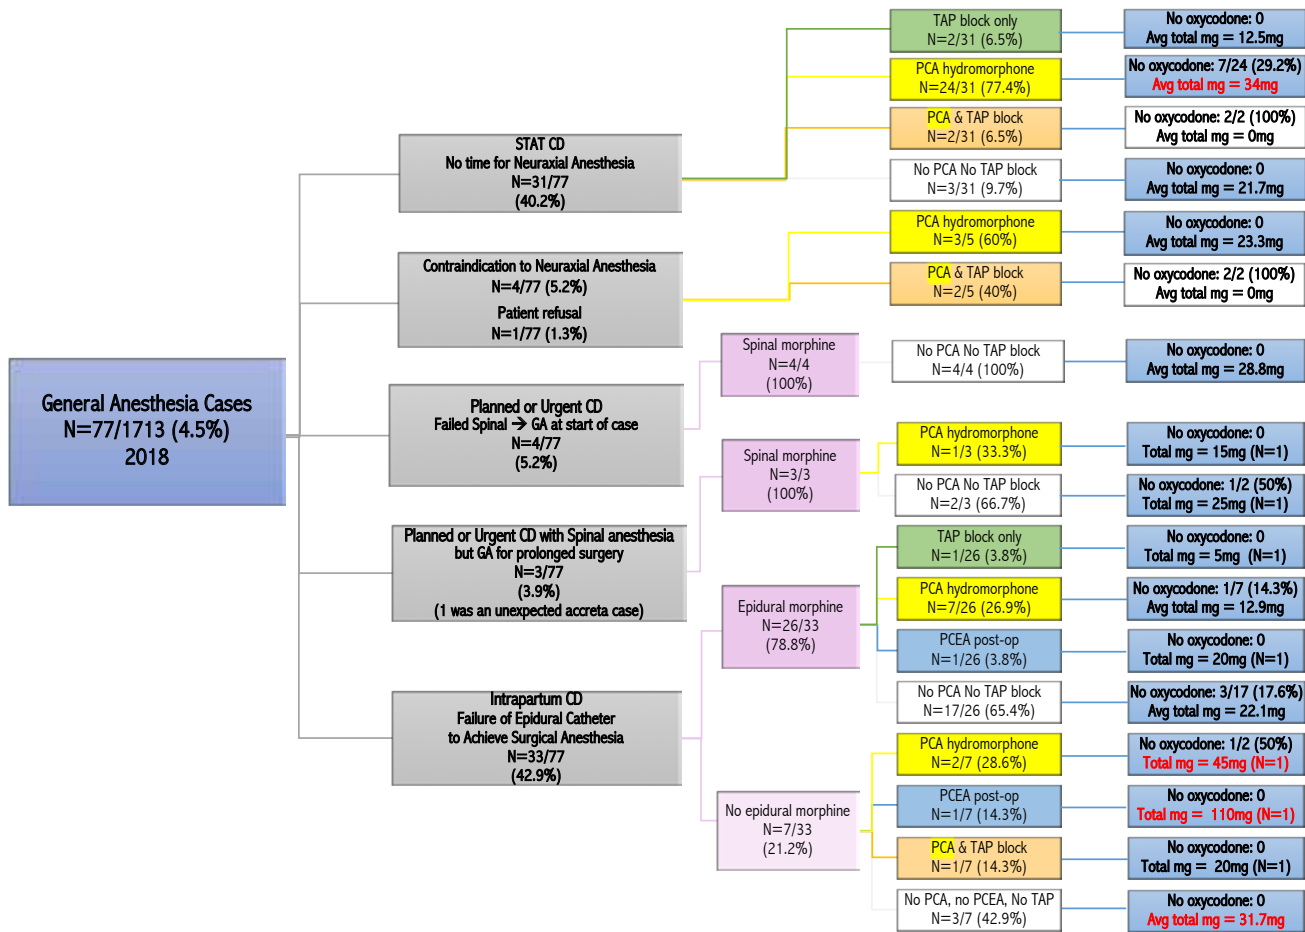 General Anesthesia Cases
N=77/1713 (4.5%)
2018
STAT CD
No time for Neuraxial Anesthesia
N=31/77
(40.2%)
TAP block only
N=2/31 (6.5%)
No oxycodone: 0
Avg total mg = 12.5mg
PCA hydromorphone
N=24/31 (77.4%)
No oxycodone: 7/24 (29.2%)
Avg total mg = 34mg
PCA & TAP block
N=2/31 (6.5%)
No oxycodone: 2/2 (100%)
Avg total mg = 0mg
No PCA No TAP block
N=3/31 (9.7%)
No oxycodone: 0
Avg total mg = 21.7mg
Contraindication to Neuraxial Anesthesia
N=4/77 (5.2%)
Patient refusal
N=1/77 (1.3%)
PCA hydromorphone
N=3/5 (60%)
No oxycodone: 0
Avg total mg = 23.3mg
PCA & TAP block
N=2/5 (40%)
No oxycodone: 2/2 (100%)
Avg total mg = 0mg
Planned or Urgent CD
Failed Spinal → GA at start of case
N=4/77
(5.2%)
Spinal morphine
N=4/4
(100%)
No PCA No TAP block
N=4/4 (100%)
No oxycodone: 0
Avg total mg = 28.8mg
Planned or Urgent CD with Spinal anesthesia
but GA for prolonged surgery
N=3/77
(3.9%)
(1 was an unexpected accreta case)
Spinal morphine
N=3/3
(100%)
PCA hydromorphone
N=1/3 (33.3%)
No oxycodone: 0
Total mg = 15mg (N=1)
No PCA No TAP block
N=2/3 (66.7%)
No oxycodone: 1/2 (50%)
Total mg = 25mg (N=1)
Intrapartum CD
Failure of Epidural Catheter
to Achieve Surgical Anesthesia
N=33/77
(42.9%)
Epidural morphine
N=26/33
(78.8%)
TAP block only
N=1/26 (3.8%)
No oxycodone: 0
Total mg = 5mg (N=1)
PCA hydromorphone
N=7/26 (26.9%)
No oxycodone: 1/7 (14.3%)
Avg total mg = 12.9mg
PCEA post-op
N=1/26 (3.8%)
No oxycodone: 0
Total mg = 20mg (N=1)
No PCA No TAP block
N=17/26 (65.4%)
No oxycodone: 3/17 (17.6%)
Avg total mg = 22.1mg
No epidural morphine
N=7/33
(21.2%)
PCA hydromorphone
N=2/7 (28.6%)
No oxycodone: 1/2 (50%)
Total mg = 45mg (N=1)
PCEA post-op
N=1/7 (14.3%)
No oxycodone: 0
Total mg = 110mg (N=1)
PCA & TAP block
N=1/7 (14.3%)
No oxycodone: 0
Total mg = 20mg (N=1)
No PCA, no PCEA, No TAP
N=3/7 (42.9%)
No oxycodone: 0
Avg total mg = 31.7mg